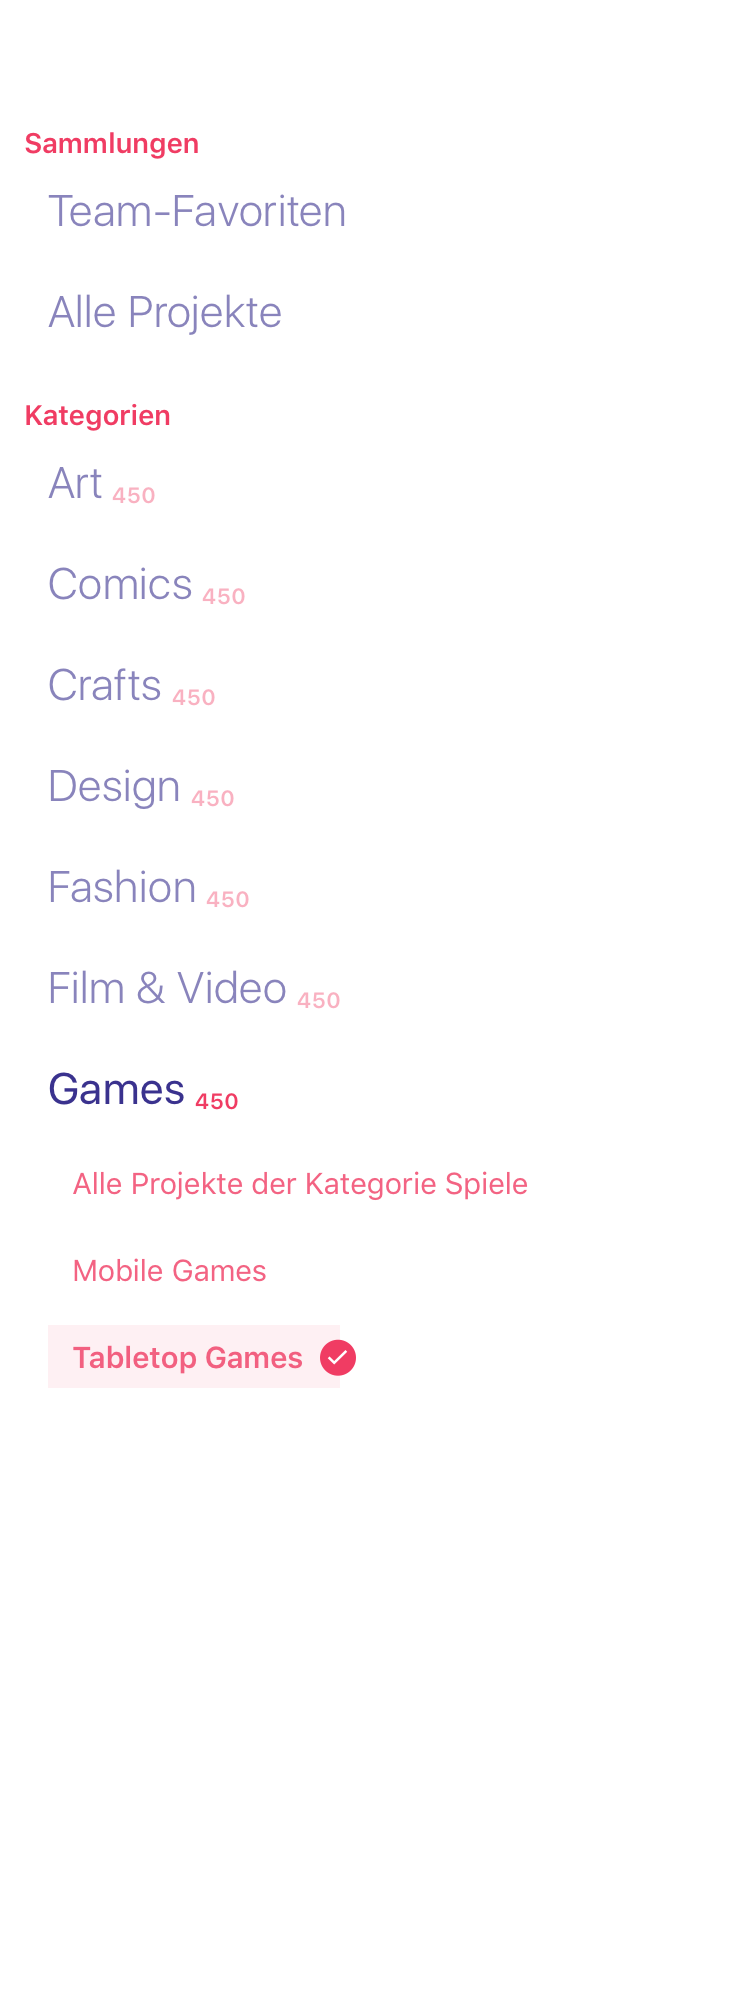 Sammlungen
Team-Favoriten
Alle Projekte
Kategorien
Art 450
Comics 450
Crafts 450
Design 450
Fashion 450
Film & Video 450
Games 450
Alle Projekte der Kategorie Spiele
Mobile Games
Tabletop Games